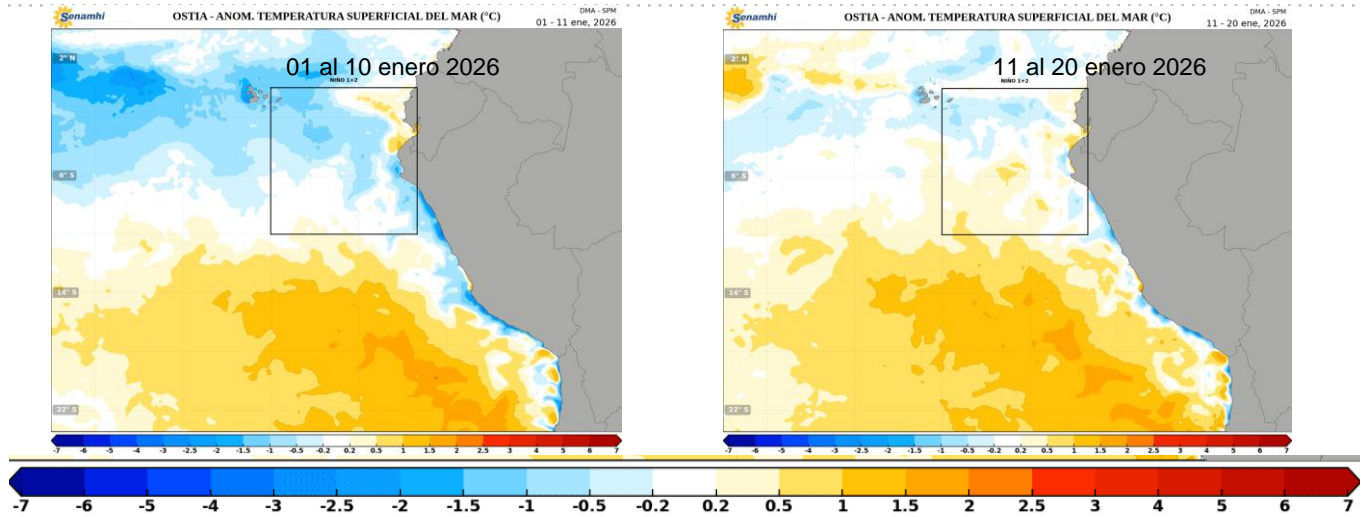 Senamhi
OSTIA - ANOM. TEMPERATURA SUPERFICIAL DEL MAR (°C)
DMA - SPM
01 - 11 ene, 2026
01 al 10 enero 2026
NIÑO 1+2
2° N
6° S
14° S
22° S
-7 -6 -5 -4 -3 -2.5 -2 -1.5 -1 -0.5 -0.2 0.2 0.5 1 1.5 2 2.5 3 4 5 6 7
Senamhi
OSTIA - ANOM. TEMPERATURA SUPERFICIAL DEL MAR (°C)
DMA - SPM
11 - 20 ene, 2026
11 al 20 enero 2026
NIÑO 1+2
2° N
6° S
14° S
22° S
-7 -6 -5 -4 -3 -2.5 -2 -1.5 -1 -0.5 -0.2 0.2 0.5 1 1.5 2 2.5 3 4 5 6 7
-7 -6 -5 -4 -3 -2.5 -2 -1.5 -1 -0.5 -0.2 0.2 0.5 1 1.5 2 2.5 3 4 5 6 7